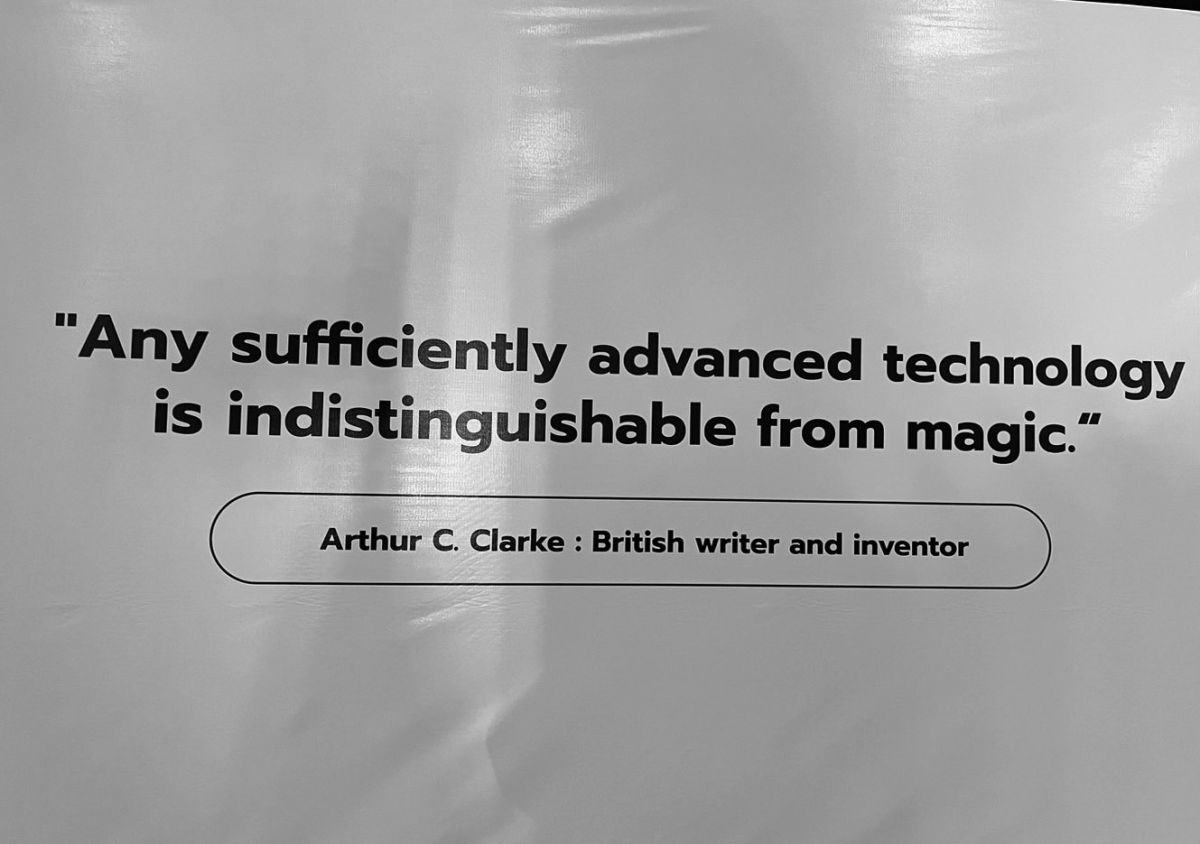 "Any sufficiently advanced technology
is indistinguishable from magic.“
Arthur C. Clarke : British writer and inventor